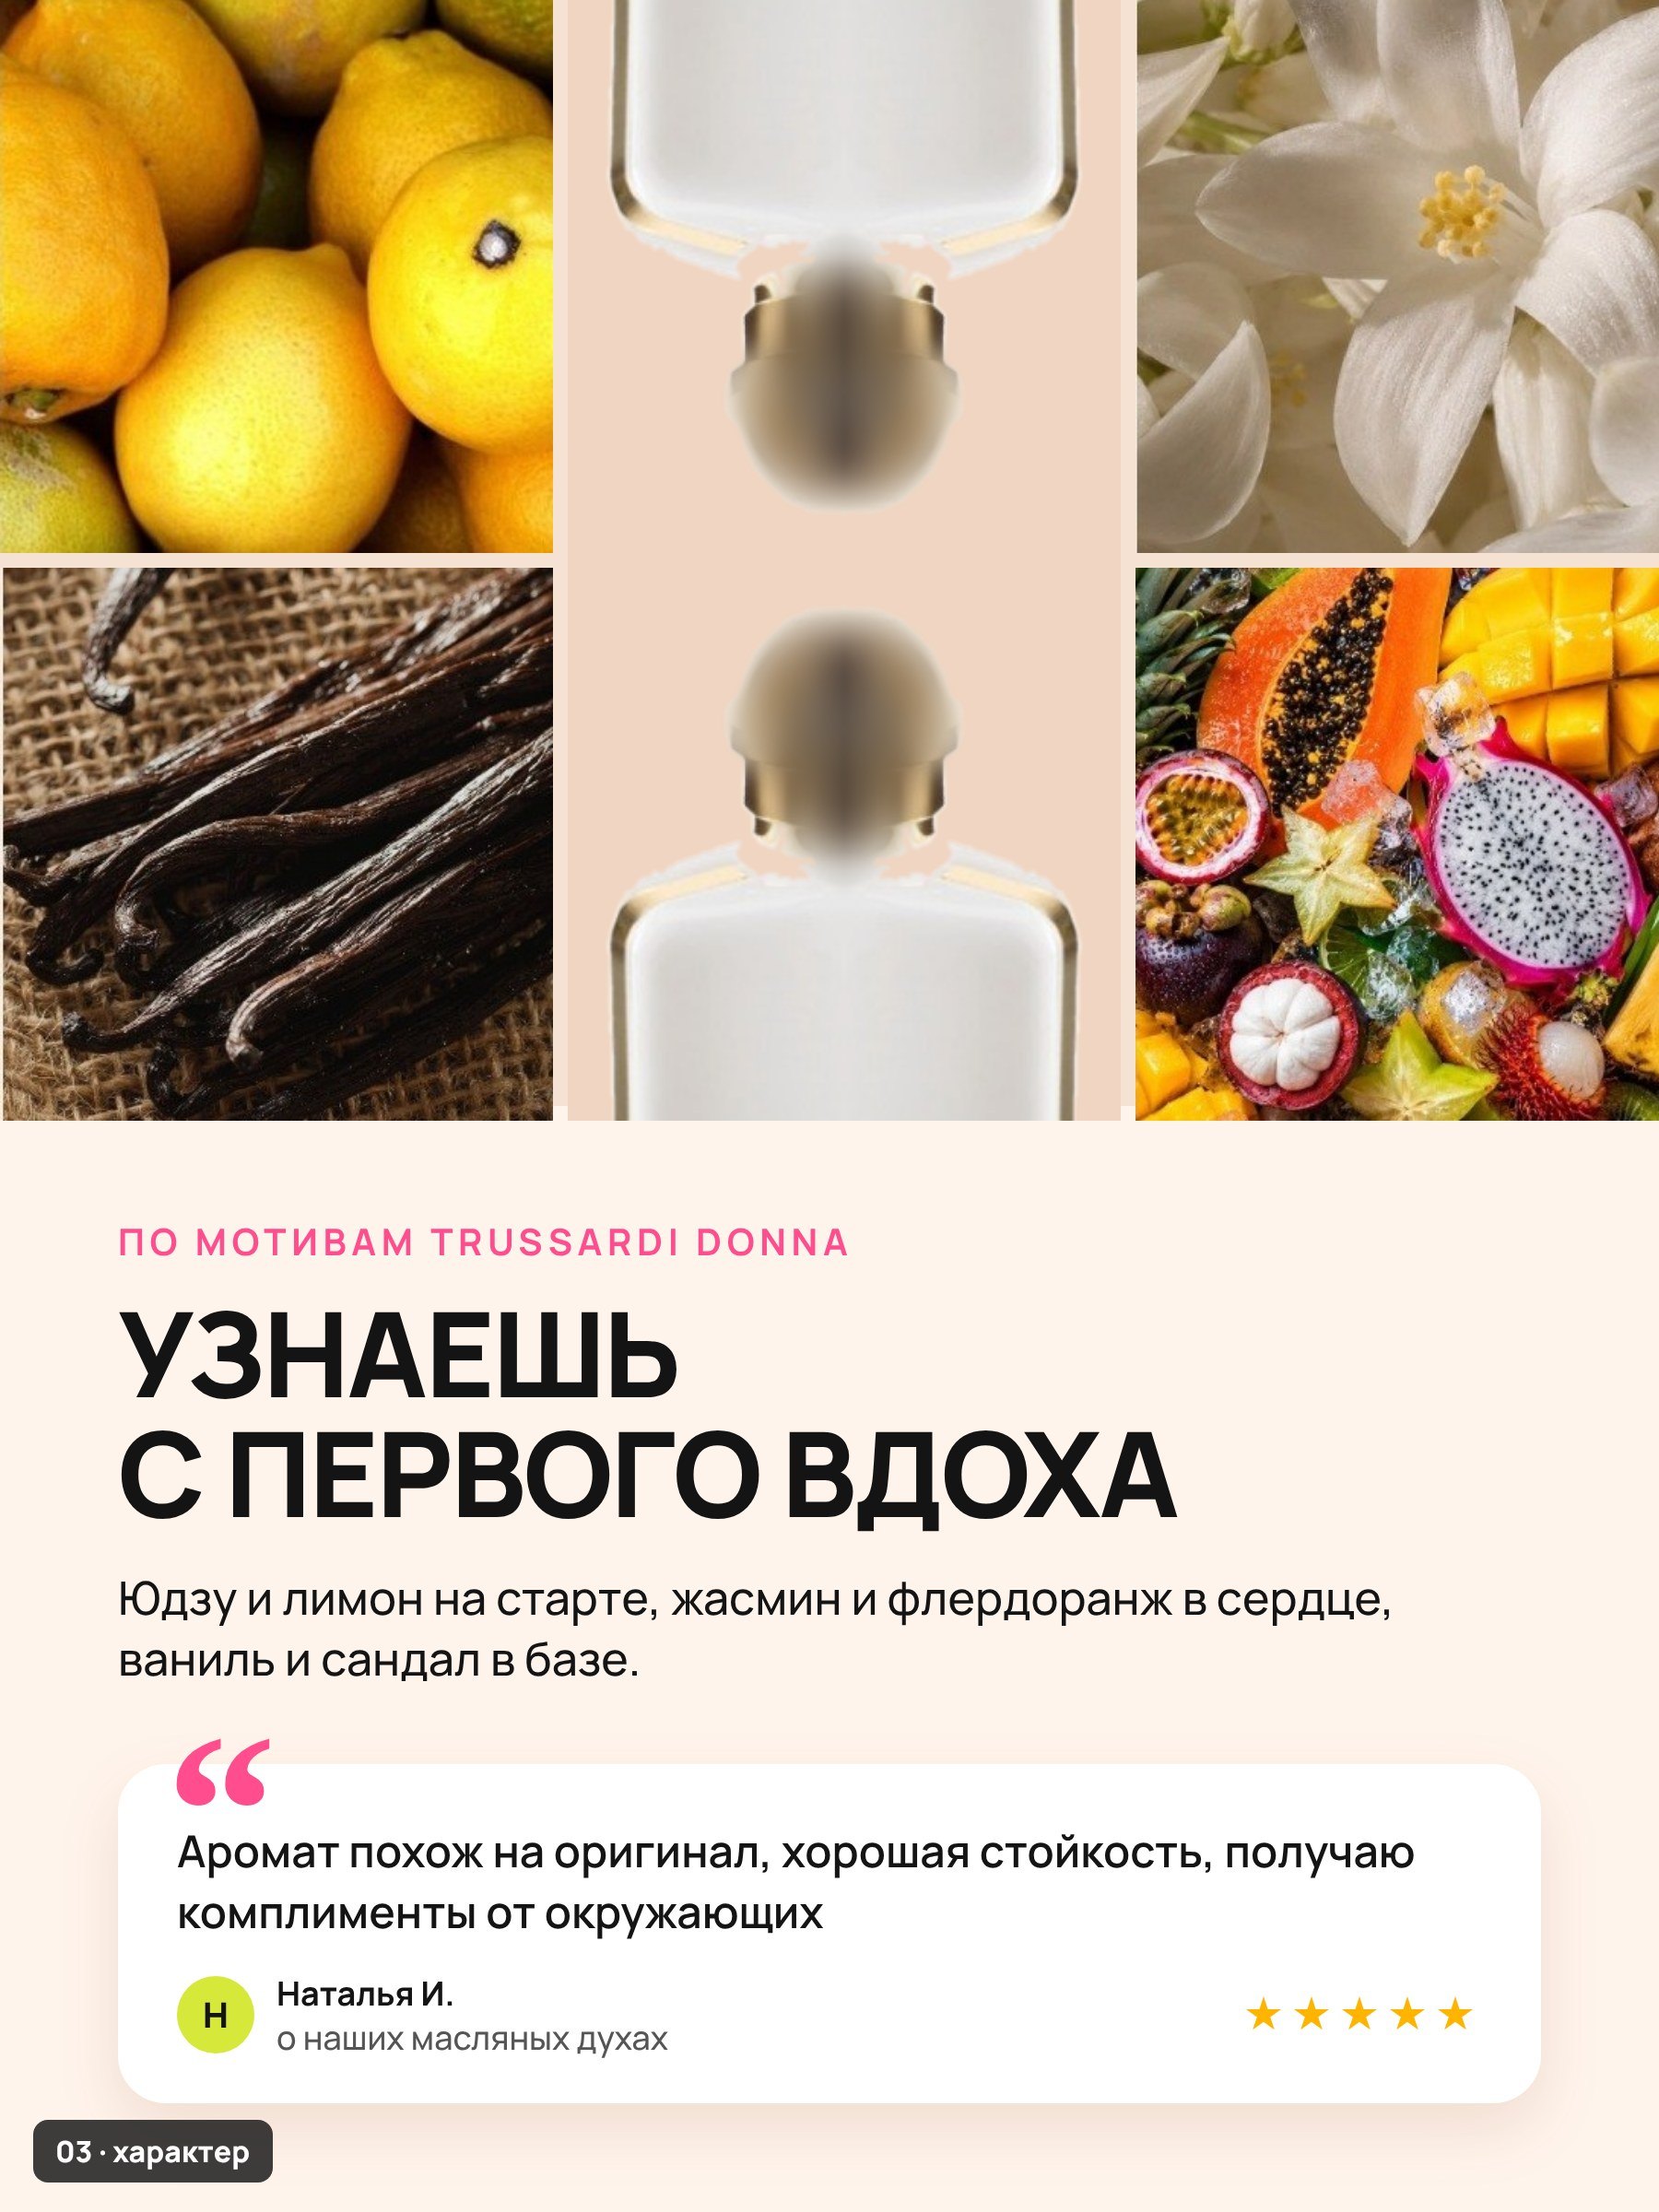 ПО МОТИВАМ TRUSSARDI DONNA
УЗНАЕШЬ
С ПЕРВОГО ВДОХА
Юдзу и лимон на старте, жасмин и флердоранж в сердце,
ваниль и сандал в базе.
“
Аромат похож на оригинал, хорошая стойкость, получаю
комплименты от окружающих
Н
Наталья И.
о наших масляных духах
★★★★★
03 · характер